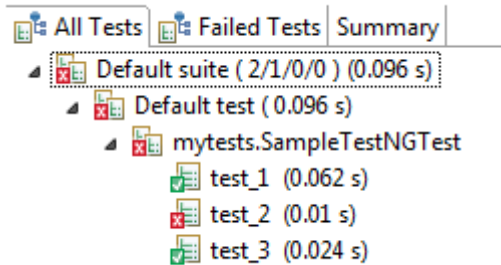 All Tests Failed Tests Summary
Default suite ( 2/1/0/0 ) (0.096 s)
Default test ( 0.096 s)
mytests.SampleTestNGTest
test_1 (0.062 s)
test_2 (0.01 s)
test_3 (0.024 s)